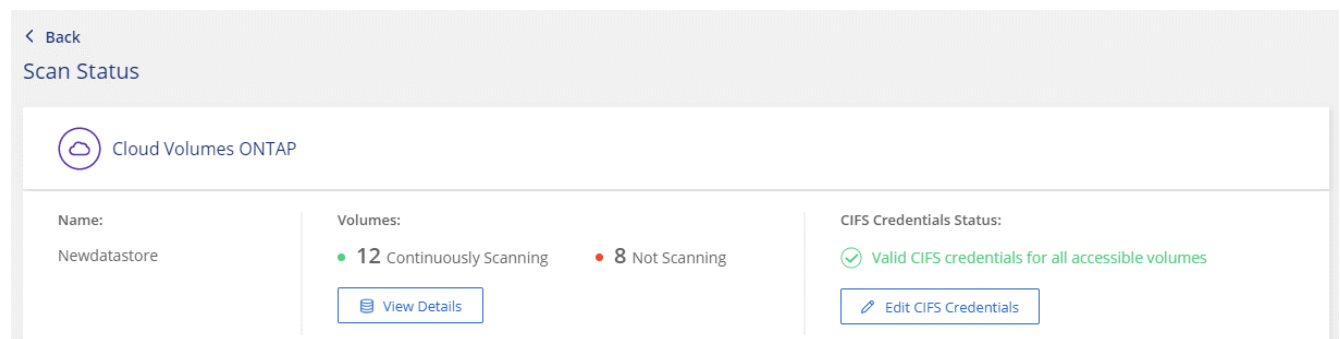 Back
Scan Status
Cloud Volumes ONTAP
Name:
Newdatastore
Volumes:
12 Continuously Scanning
8 Not Scanning
View Details
CIFS Credentials Status:
Valid CIFS credentials for all accessible volumes
Edit CIFS Credentials